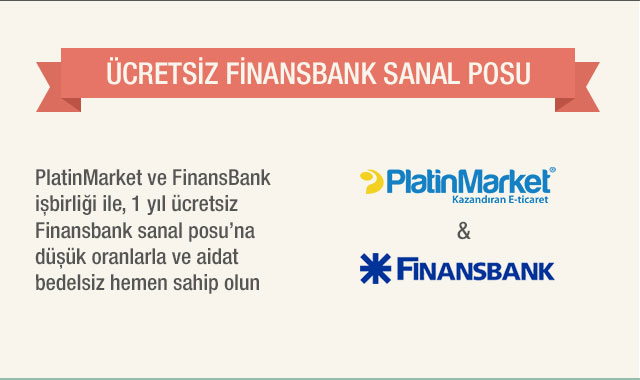 ÜCRETSİZ FİNANSBANK SANAL POSU
PlatinMarket ve FinansBank
işbirliği ile, 1 yıl ücretsiz
Finansbank sanal posu’na
düşük oranlarla ve aidat
bedelsiz hemen sahip olun
PlatinMarket®
Kazandıran E-ticaret
&
FINANSBANK